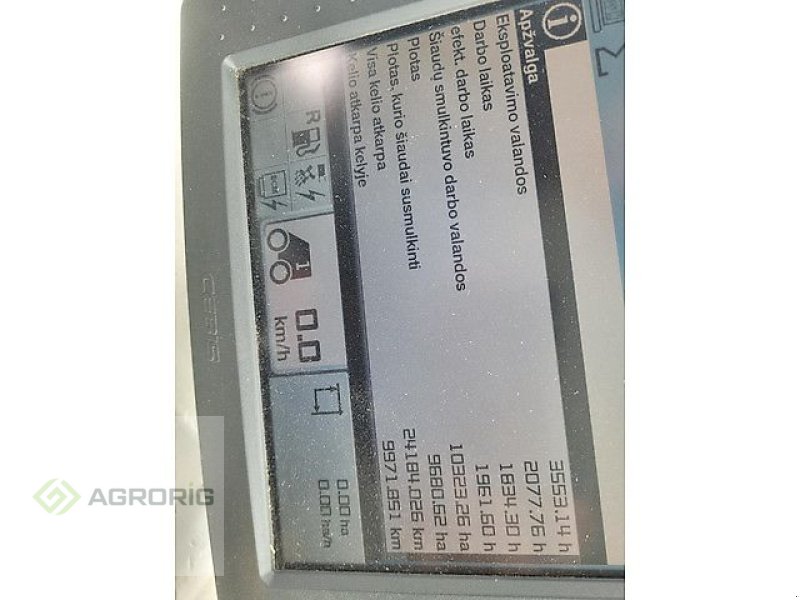 Apžvalga
Eksploatavimo valandos 3553.14 h
Darbo laikas 2077.76 h
efekt. darbo laikas 1834.30 h
Šiaudų smulkintuvo darbo valandos 1961.60 h
Plotas 10323.26 ha
Plotas, kurio šiaudai susmulkinti 9680.62 ha
Visa kelio atkarpa 24184.026 km
Kelio atkarpa kelyje 9971.851 km
R
1
0.0
km/h
0.00 ha
0.00 ha/h
CEBIS
AGRORIG